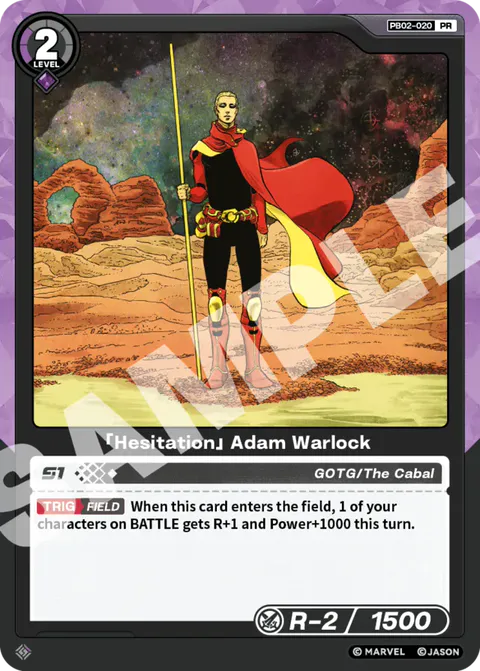 PB02-020 PR
2
LEVEL
SAMPLE
「Hesitation」 Adam Warlock
S1
GOTG/The Cabal
TRIG FIELD When this card enters the field, 1 of your
characters on BATTLE gets R+1 and Power+1000 this turn.
R-2 / 1500
© MARVEL © JASON